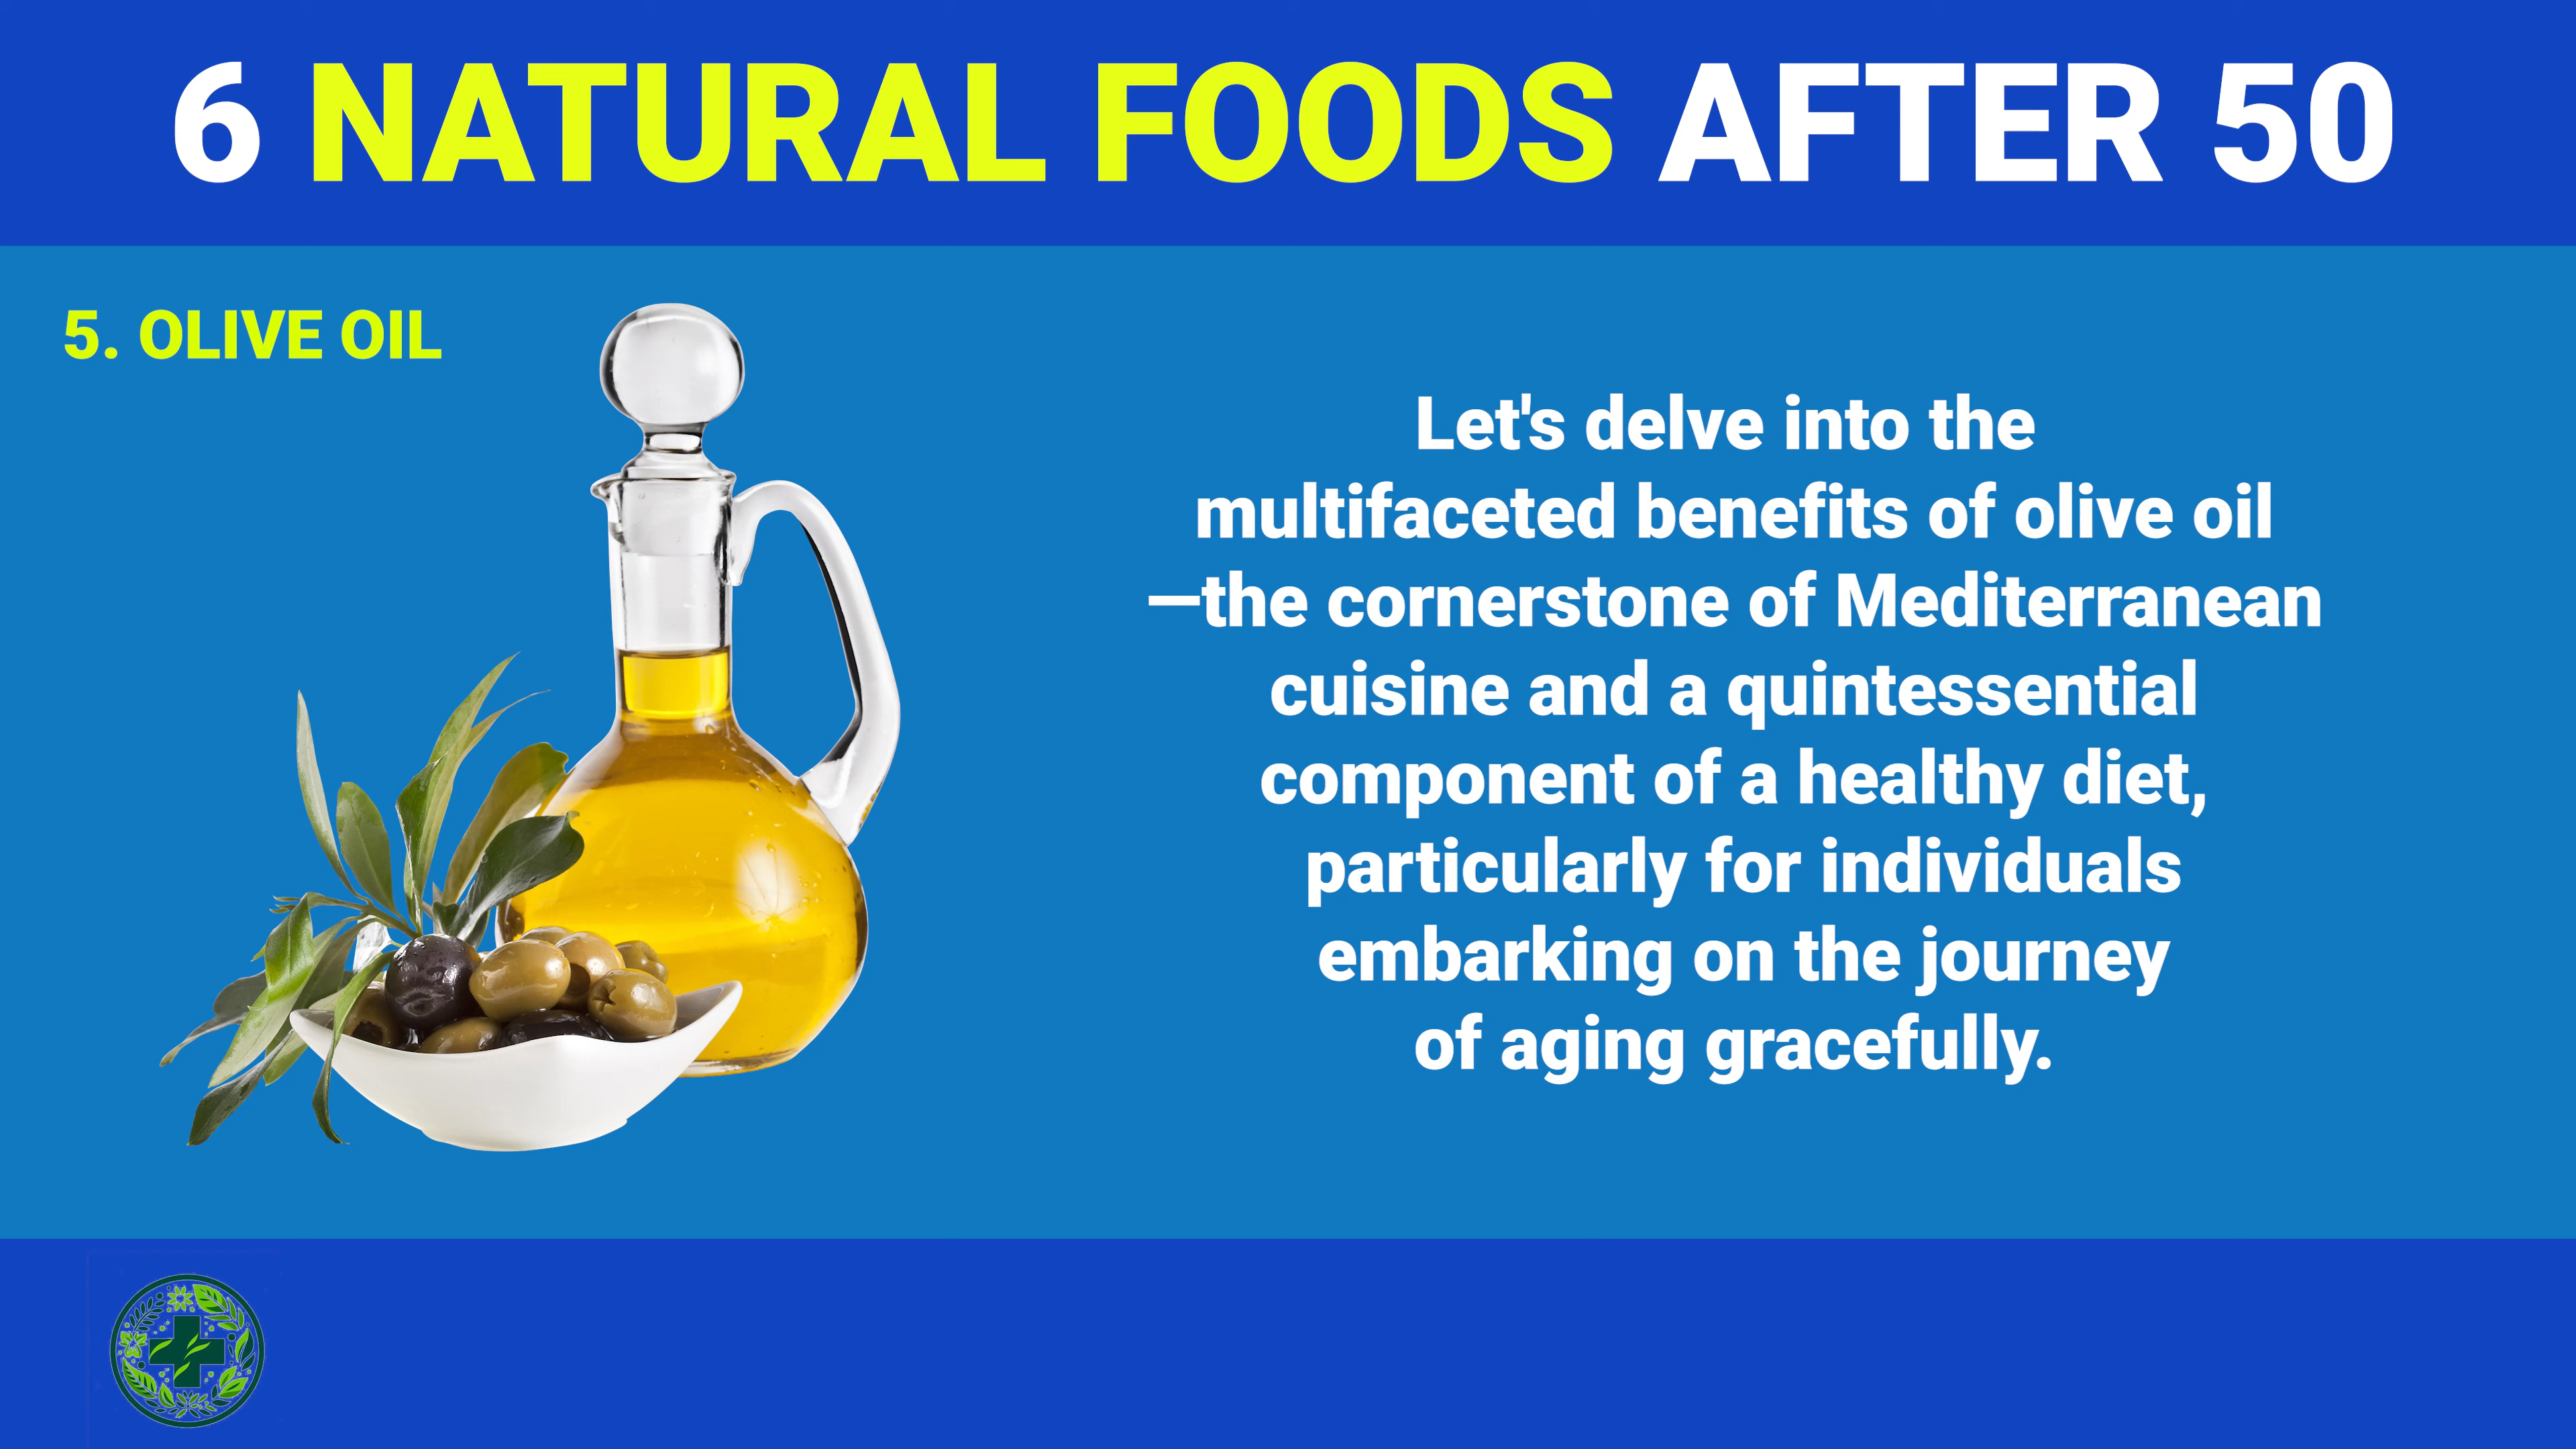 6 NATURAL FOODS AFTER 50
5. OLIVE OIL
Let's delve into the
multifaceted benefits of olive oil
—the cornerstone of Mediterranean
cuisine and a quintessential
component of a healthy diet,
particularly for individuals
embarking on the journey
of aging gracefully.